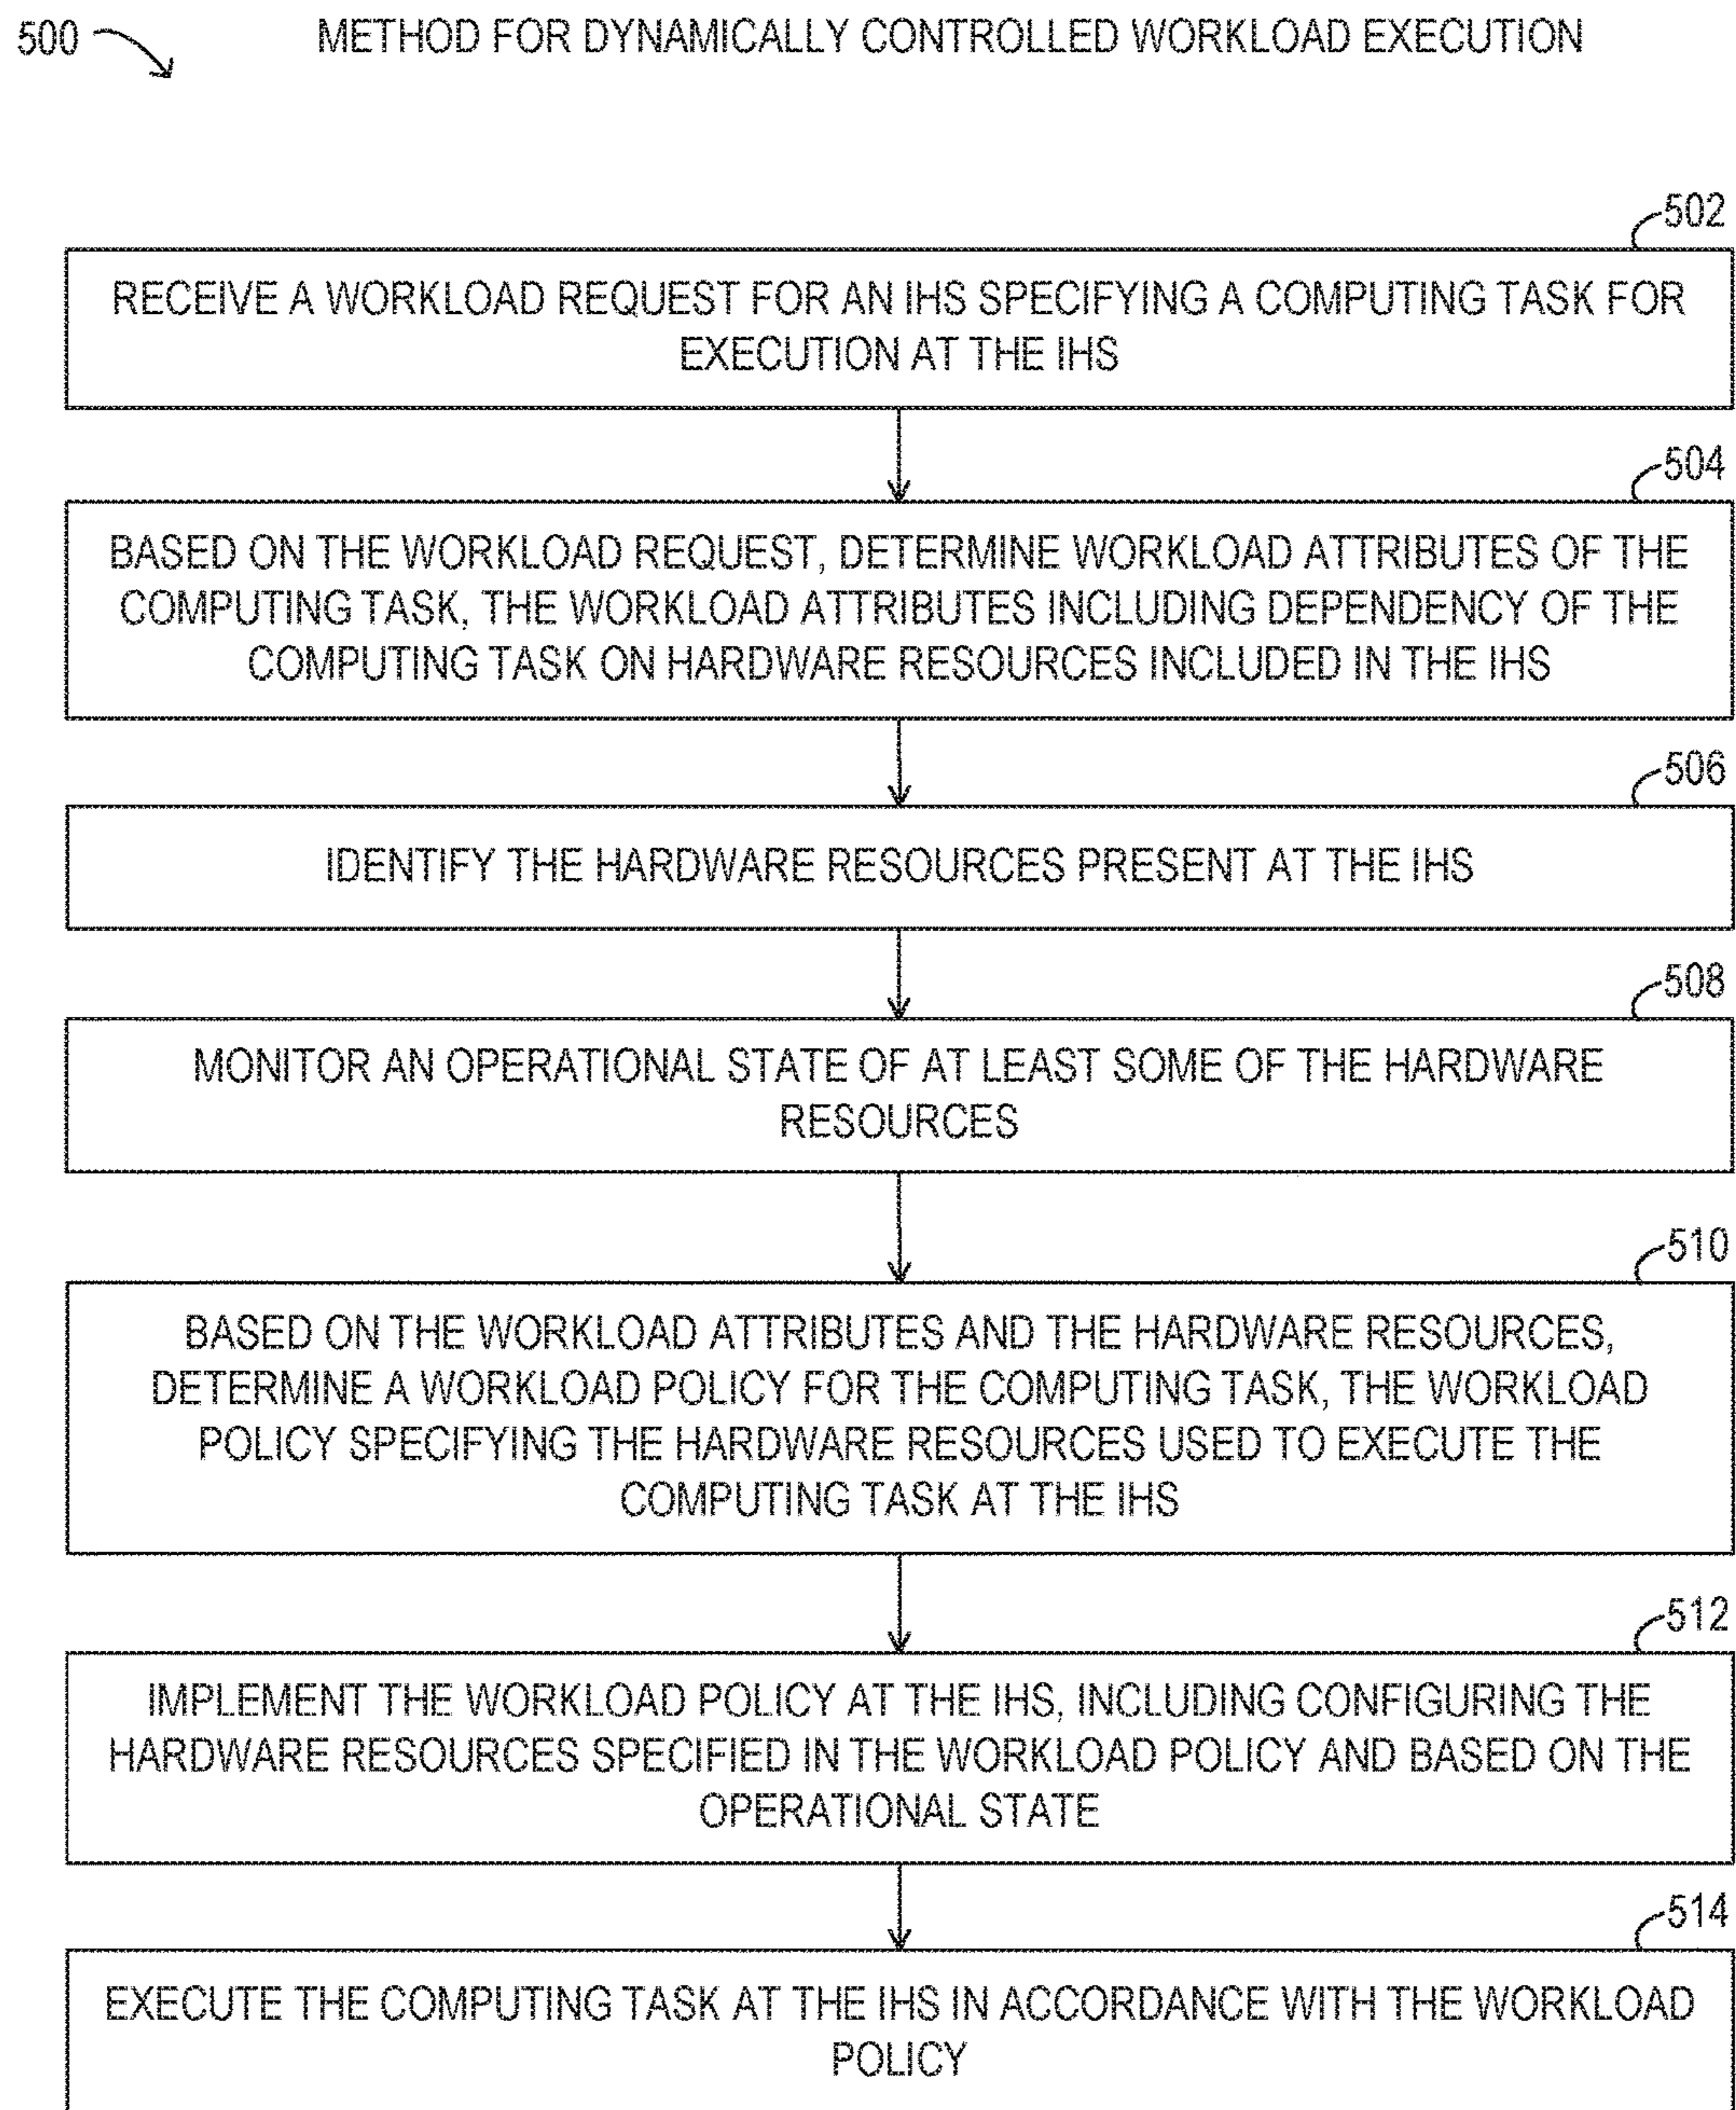 500
METHOD FOR DYNAMICALLY CONTROLLED WORKLOAD EXECUTION
502
RECEIVE A WORKLOAD REQUEST FOR AN IHS SPECIFYING A COMPUTING TASK FOR
EXECUTION AT THE IHS
504
BASED ON THE WORKLOAD REQUEST, DETERMINE WORKLOAD ATTRIBUTES OF THE
COMPUTING TASK, THE WORKLOAD ATTRIBUTES INCLUDING DEPENDENCY OF THE
COMPUTING TASK ON HARDWARE RESOURCES INCLUDED IN THE IHS
506
IDENTIFY THE HARDWARE RESOURCES PRESENT AT THE IHS
508
MONITOR AN OPERATIONAL STATE OF AT LEAST SOME OF THE HARDWARE
RESOURCES
510
BASED ON THE WORKLOAD ATTRIBUTES AND THE HARDWARE RESOURCES,
DETERMINE A WORKLOAD POLICY FOR THE COMPUTING TASK, THE WORKLOAD
POLICY SPECIFYING THE HARDWARE RESOURCES USED TO EXECUTE THE
COMPUTING TASK AT THE IHS
512
IMPLEMENT THE WORKLOAD POLICY AT THE IHS, INCLUDING CONFIGURING THE
HARDWARE RESOURCES SPECIFIED IN THE WORKLOAD POLICY AND BASED ON THE
OPERATIONAL STATE
514
EXECUTE THE COMPUTING TASK AT THE IHS IN ACCORDANCE WITH THE WORKLOAD
POLICY